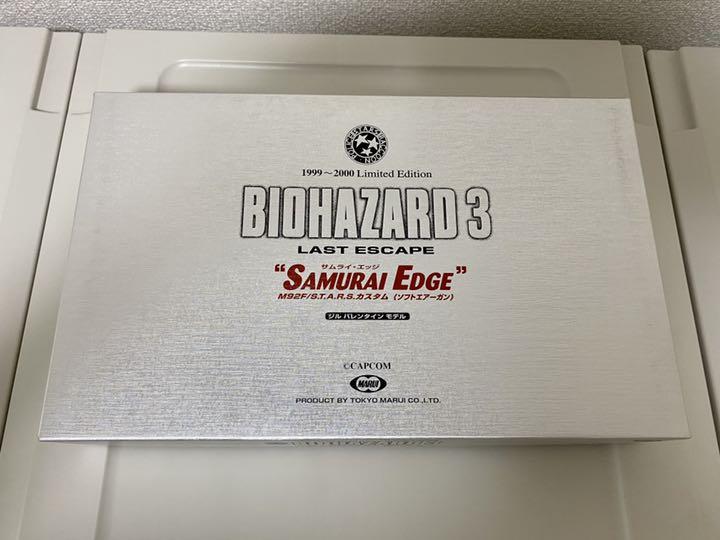 1999～2000 Limited Edition
BIOHAZARD 3
LAST ESCAPE
サムライ・エッジ
"SAMURAI EDGE"
M92F/S.T.A.R.S.カスタム (ソフトエアーガン)
ジル バレンタイン モデル
©CAPCOM
MARUI
PRODUCT BY TOKYO MARUI CO.,LTD.